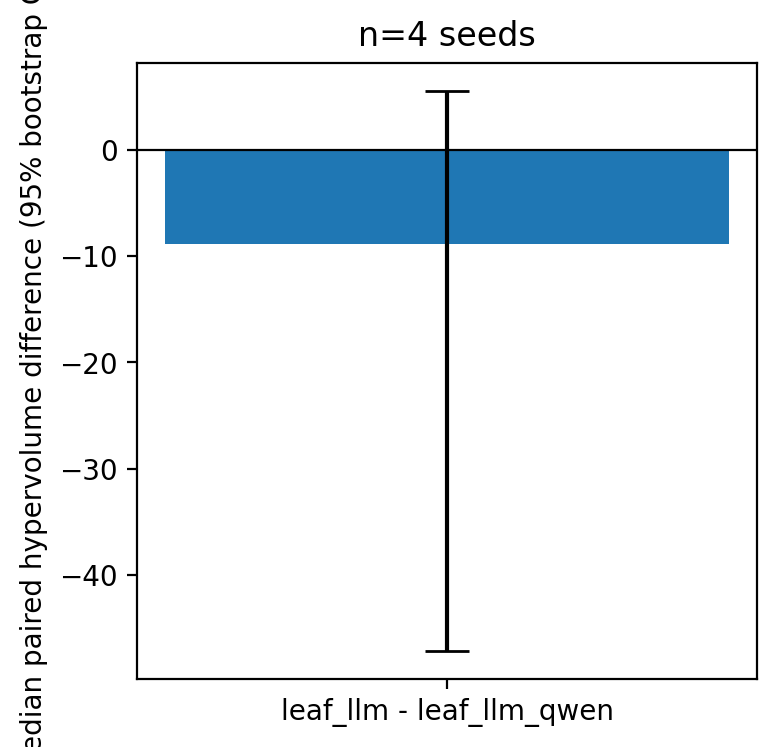 n=4 seeds
edian paired hypervolume difference (95% bootstrap
0
−10
−20
−30
−40
leaf_llm - leaf_llm_qwen